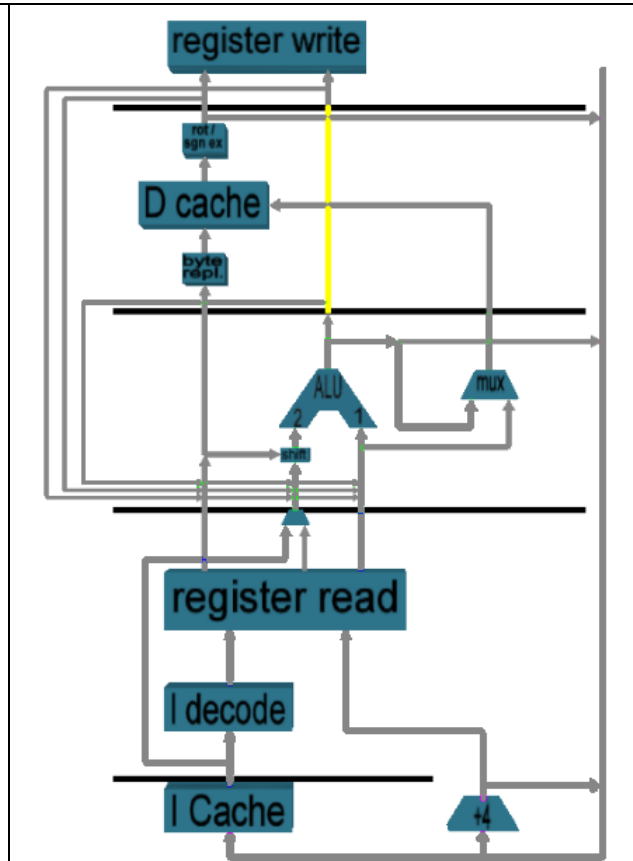 register write
rot /
sgn ex
D cache
byte
repl.
ALU
mux
2
1
shift
register read
I decode
I Cache
+4